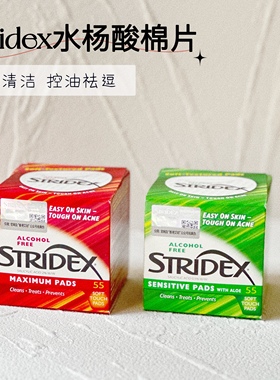 ridex水杨酸棉片
清洁 控油祛逗
EASY ON SKIN –
TOUGH ON ACNE
ALCOHOL
FREE
STRIDEX
MAXIMUM PADS
55
Cleans • Treats • Prevents
SOFT
TOUCH
PADS
EASY ON SKIN –
TOUGH ON ACNE
ALCOHOL
FREE
STRIDEX
SENSITIVE PADS WITH ALOE
55
Cleans • Treats • Prevents
SOFT
TOUCH
PADS